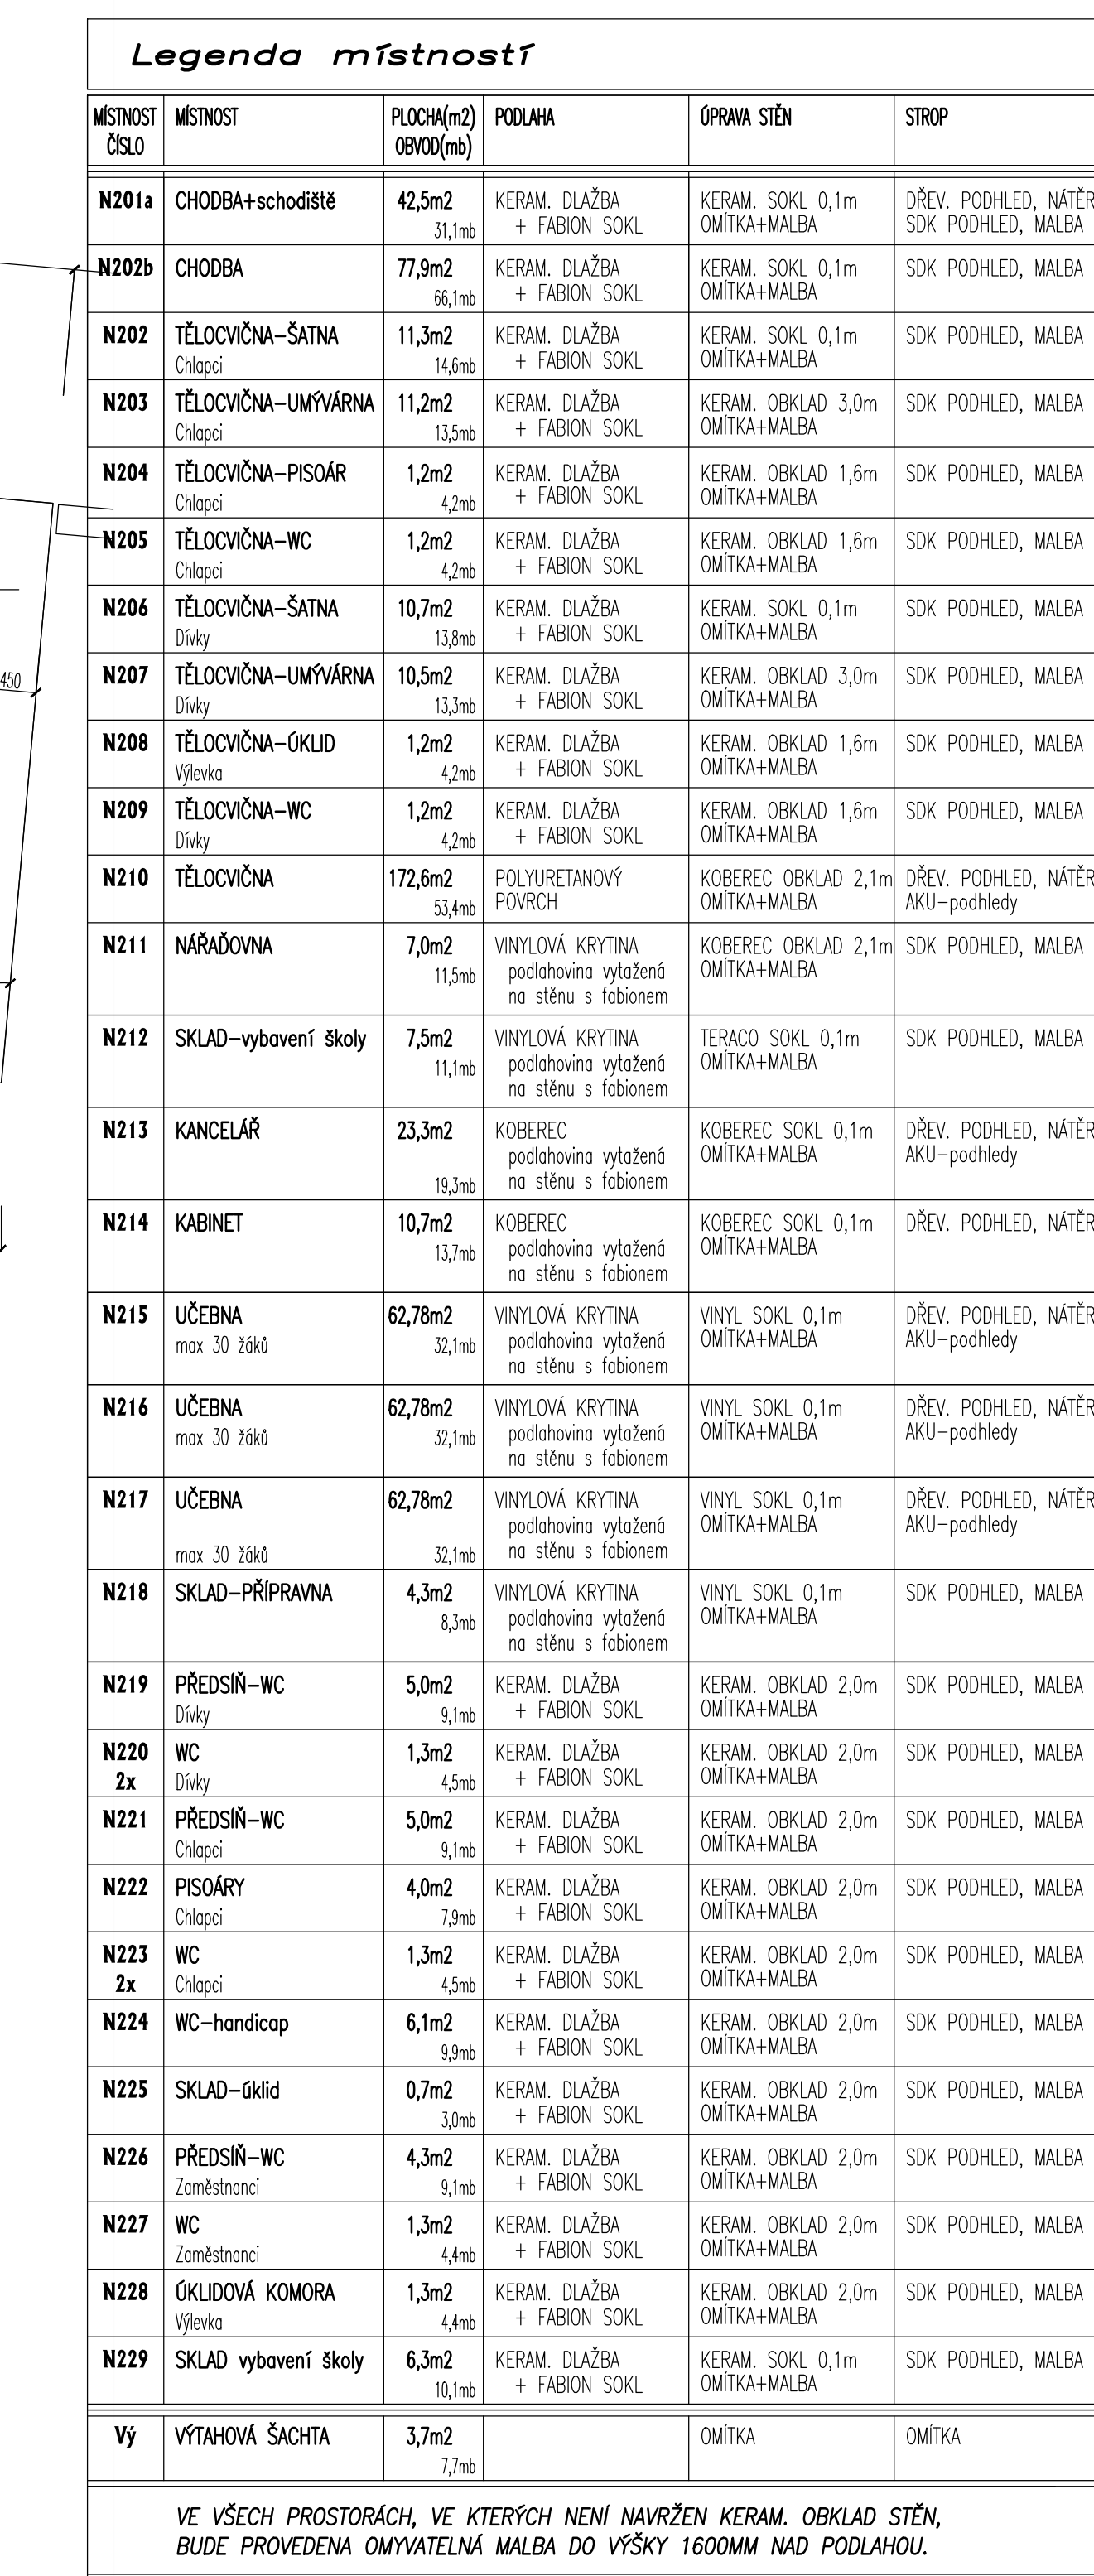 Legenda místností
MÍSTNOST MÍSTNOST PLOCHA(m2) PODLAHA ÚPRAVA STĚN STROP
ČÍSLO OBVOD(mb)
N201a CHODBA+schodiště 42,5m2 KERAM. DLAŽBA KERAM. SOKL 0,1m DŘEV. PODHLED, NÁTĚR
31,1mb + FABION SOKL OMÍTKA+MALBA SDK PODHLED, MALBA
N202b CHODBA 77,9m2 KERAM. DLAŽBA KERAM. SOKL 0,1m SDK PODHLED, MALBA
66,1mb + FABION SOKL OMÍTKA+MALBA
N202 TĚLOCVIČNA-ŠATNA 11,3m2 KERAM. DLAŽBA KERAM. SOKL 0,1m SDK PODHLED, MALBA
Chlapci 14,6mb + FABION SOKL OMÍTKA+MALBA
N203 TĚLOCVIČNA-UMÝVÁRNA 11,2m2 KERAM. DLAŽBA KERAM. OBKLAD 3,0m SDK PODHLED, MALBA
Chlapci 13,5mb + FABION SOKL OMÍTKA+MALBA
N204 TĚLOCVIČNA-PISOÁR 1,2m2 KERAM. DLAŽBA KERAM. OBKLAD 1,6m SDK PODHLED, MALBA
Chlapci 4,2mb + FABION SOKL OMÍTKA+MALBA
N205 TĚLOCVIČNA-WC 1,2m2 KERAM. DLAŽBA KERAM. OBKLAD 1,6m SDK PODHLED, MALBA
Chlapci 4,2mb + FABION SOKL OMÍTKA+MALBA
N206 TĚLOCVIČNA-ŠATNA 10,7m2 KERAM. DLAŽBA KERAM. SOKL 0,1m SDK PODHLED, MALBA
Dívky 13,8mb + FABION SOKL OMÍTKA+MALBA
450
N207 TĚLOCVIČNA-UMÝVÁRNA 10,5m2 KERAM. DLAŽBA KERAM. OBKLAD 3,0m SDK PODHLED, MALBA
Dívky 13,3mb + FABION SOKL OMÍTKA+MALBA
N208 TĚLOCVIČNA-ÚKLID 1,2m2 KERAM. DLAŽBA KERAM. OBKLAD 1,6m SDK PODHLED, MALBA
Výlevka 4,2mb + FABION SOKL OMÍTKA+MALBA
N209 TĚLOCVIČNA-WC 1,2m2 KERAM. DLAŽBA KERAM. OBKLAD 1,6m SDK PODHLED, MALBA
Dívky 4,2mb + FABION SOKL OMÍTKA+MALBA
N210 TĚLOCVIČNA 172,6m2 POLYURETANOVÝ KOBEREC OBKLAD 2,1m DŘEV. PODHLED, NÁTĚR
53,4mb POVRCH OMÍTKA+MALBA AKU-podhledy
N211 NÁŘAĎOVNA 7,0m2 VINYLOVÁ KRYTINA KOBEREC OBKLAD 2,1m SDK PODHLED, MALBA
11,5mb podlahovina vytažená OMÍTKA+MALBA
na stěnu s fabionem
N212 SKLAD-vybavení školy 7,5m2 VINYLOVÁ KRYTINA TERACO SOKL 0,1m SDK PODHLED, MALBA
11,1mb podlahovina vytažená OMÍTKA+MALBA
na stěnu s fabionem
N213 KANCELÁŘ 23,3m2 KOBEREC KOBEREC SOKL 0,1m DŘEV. PODHLED, NÁTĚR
podlahovina vytažená OMÍTKA+MALBA AKU-podhledy
19,3mb na stěnu s fabionem
N214 KABINET 10,7m2 KOBEREC KOBEREC SOKL 0,1m DŘEV. PODHLED, NÁTĚR
13,7mb podlahovina vytažená OMÍTKA+MALBA
na stěnu s fabionem
N215 UČEBNA 62,78m2 VINYLOVÁ KRYTINA VINYL SOKL 0,1m DŘEV. PODHLED, NÁTĚR
max 30 žáků 32,1mb podlahovina vytažená OMÍTKA+MALBA AKU-podhledy
na stěnu s fabionem
N216 UČEBNA 62,78m2 VINYLOVÁ KRYTINA VINYL SOKL 0,1m DŘEV. PODHLED, NÁTĚR
max 30 žáků 32,1mb podlahovina vytažená OMÍTKA+MALBA AKU-podhledy
na stěnu s fabionem
N217 UČEBNA 62,78m2 VINYLOVÁ KRYTINA VINYL SOKL 0,1m DŘEV. PODHLED, NÁTĚR
podlahovina vytažená OMÍTKA+MALBA AKU-podhledy
max 30 žáků 32,1mb na stěnu s fabionem
N218 SKLAD-PŘÍPRAVNA 4,3m2 VINYLOVÁ KRYTINA VINYL SOKL 0,1m SDK PODHLED, MALBA
8,3mb podlahovina vytažená OMÍTKA+MALBA
na stěnu s fabionem
N219 PŘEDSÍŇ-WC 5,0m2 KERAM. DLAŽBA KERAM. OBKLAD 2,0m SDK PODHLED, MALBA
Dívky 9,1mb + FABION SOKL OMÍTKA+MALBA
N220 WC 1,3m2 KERAM. DLAŽBA KERAM. OBKLAD 2,0m SDK PODHLED, MALBA
2x Dívky 4,5mb + FABION SOKL OMÍTKA+MALBA
N221 PŘEDSÍŇ-WC 5,0m2 KERAM. DLAŽBA KERAM. OBKLAD 2,0m SDK PODHLED, MALBA
Chlapci 9,1mb + FABION SOKL OMÍTKA+MALBA
N222 PISOÁRY 4,0m2 KERAM. DLAŽBA KERAM. OBKLAD 2,0m SDK PODHLED, MALBA
Chlapci 7,9mb + FABION SOKL OMÍTKA+MALBA
N223 WC 1,3m2 KERAM. DLAŽBA KERAM. OBKLAD 2,0m SDK PODHLED, MALBA
2x Chlapci 4,5mb + FABION SOKL OMÍTKA+MALBA
N224 WC-handicap 6,1m2 KERAM. DLAŽBA KERAM. OBKLAD 2,0m SDK PODHLED, MALBA
9,9mb + FABION SOKL OMÍTKA+MALBA
N225 SKLAD-úklid 0,7m2 KERAM. DLAŽBA KERAM. OBKLAD 2,0m SDK PODHLED, MALBA
3,0mb + FABION SOKL OMÍTKA+MALBA
N226 PŘEDSÍŇ-WC 4,3m2 KERAM. DLAŽBA KERAM. OBKLAD 2,0m SDK PODHLED, MALBA
Zaměstnanci 9,1mb + FABION SOKL OMÍTKA+MALBA
N227 WC 1,3m2 KERAM. DLAŽBA KERAM. OBKLAD 2,0m SDK PODHLED, MALBA
Zaměstnanci 4,4mb + FABION SOKL OMÍTKA+MALBA
N228 ÚKLIDOVÁ KOMORA 1,3m2 KERAM. DLAŽBA KERAM. OBKLAD 2,0m SDK PODHLED, MALBA
Výlevka 4,4mb + FABION SOKL OMÍTKA+MALBA
N229 SKLAD vybavení školy 6,3m2 KERAM. DLAŽBA KERAM. SOKL 0,1m SDK PODHLED, MALBA
10,1mb + FABION SOKL OMÍTKA+MALBA
Vý VÝTAHOVÁ ŠACHTA 3,7m2 OMÍTKA OMÍTKA
7,7mb
VE VŠECH PROSTORÁCH, VE KTERÝCH NENÍ NAVRŽEN KERAM. OBKLAD STĚN,
BUDE PROVEDENA OMYVATELNÁ MALBA DO VÝŠKY 1600MM NAD PODLAHOU.